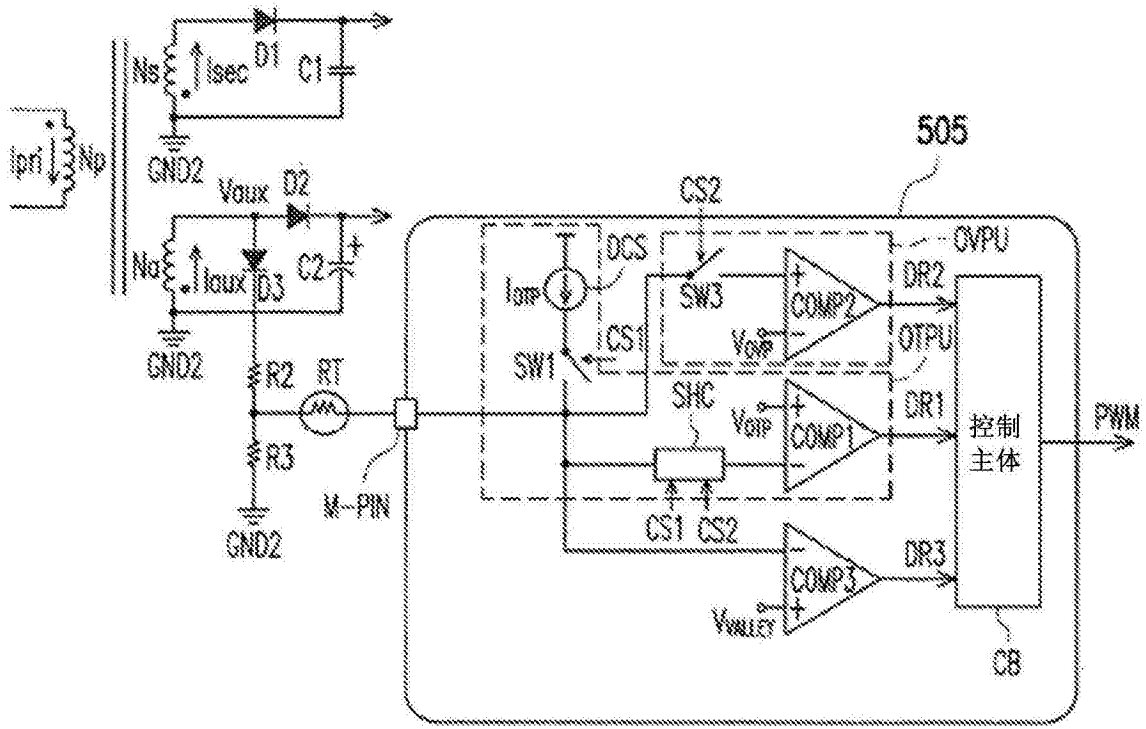 D1
Ns
Isec
C1
505
Ipri
Np
GND2
CS2
Vaux
D2
OVPU
DCS
Na
Iaux
D3
C2
+
IOTP
SW3
+
COMP2
DR2
GND2
CS1
VOVP
-
OTPU
SW1
R2
RT
SHC
VOTP
+
COMP1
DR1
PWM
控制
主体
R3
-
M-PIN
CS1
CS2
GND2
-
COMP3
DR3
VVALLEY
+
CB